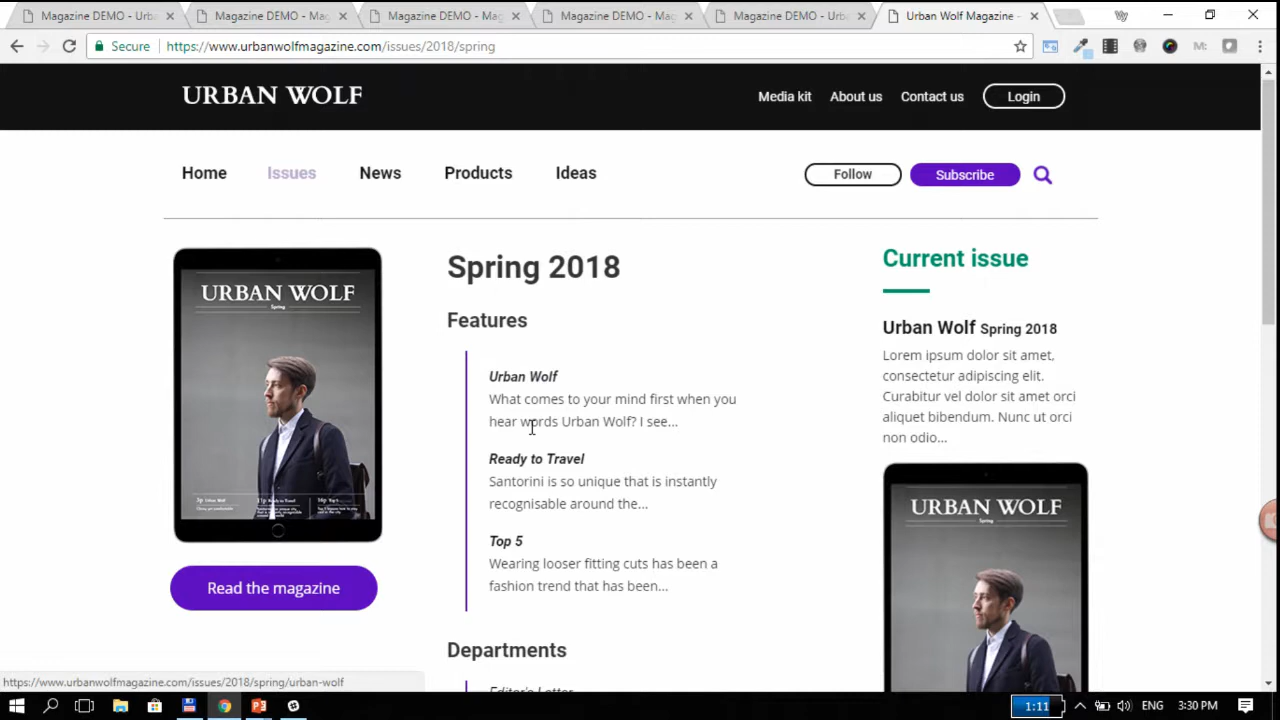 Magazine DEMO - Urb
Magazine DEMO - Mag
Magazine DEMO - Mag
Magazine DEMO - Mag
Magazine DEMO - Urba
Urban Wolf Magazine -
Secure
https://www.urbanwolfmagazine.com/issues/2018/spring
URBAN WOLF
Media kit
About us
Contact us
Login
Home
Issues
News
Products
Ideas
Follow
Subscribe
URBAN WOLF
Spring
Read the magazine
Spring 2018
Features
Urban Wolf
What comes to your mind first when you
hear words Urban Wolf? I see...
Ready to Travel
Santorini is so unique that is instantly
recognisable around the...
Top 5
Wearing looser fitting cuts has been a
fashion trend that has been...
Departments
Editor's Letter
Current issue
Urban Wolf Spring 2018
Lorem ipsum dolor sit amet,
consectetur adipiscing elit.
Curabitur vel dolor sit amet orci
aliquet bibendum. Nunc ut orci
non odio...
URBAN WOLF
Spring
https://www.urbanwolfmagazine.com/issues/2018/spring/urban-wolf
1:11
ENG
3:30 PM